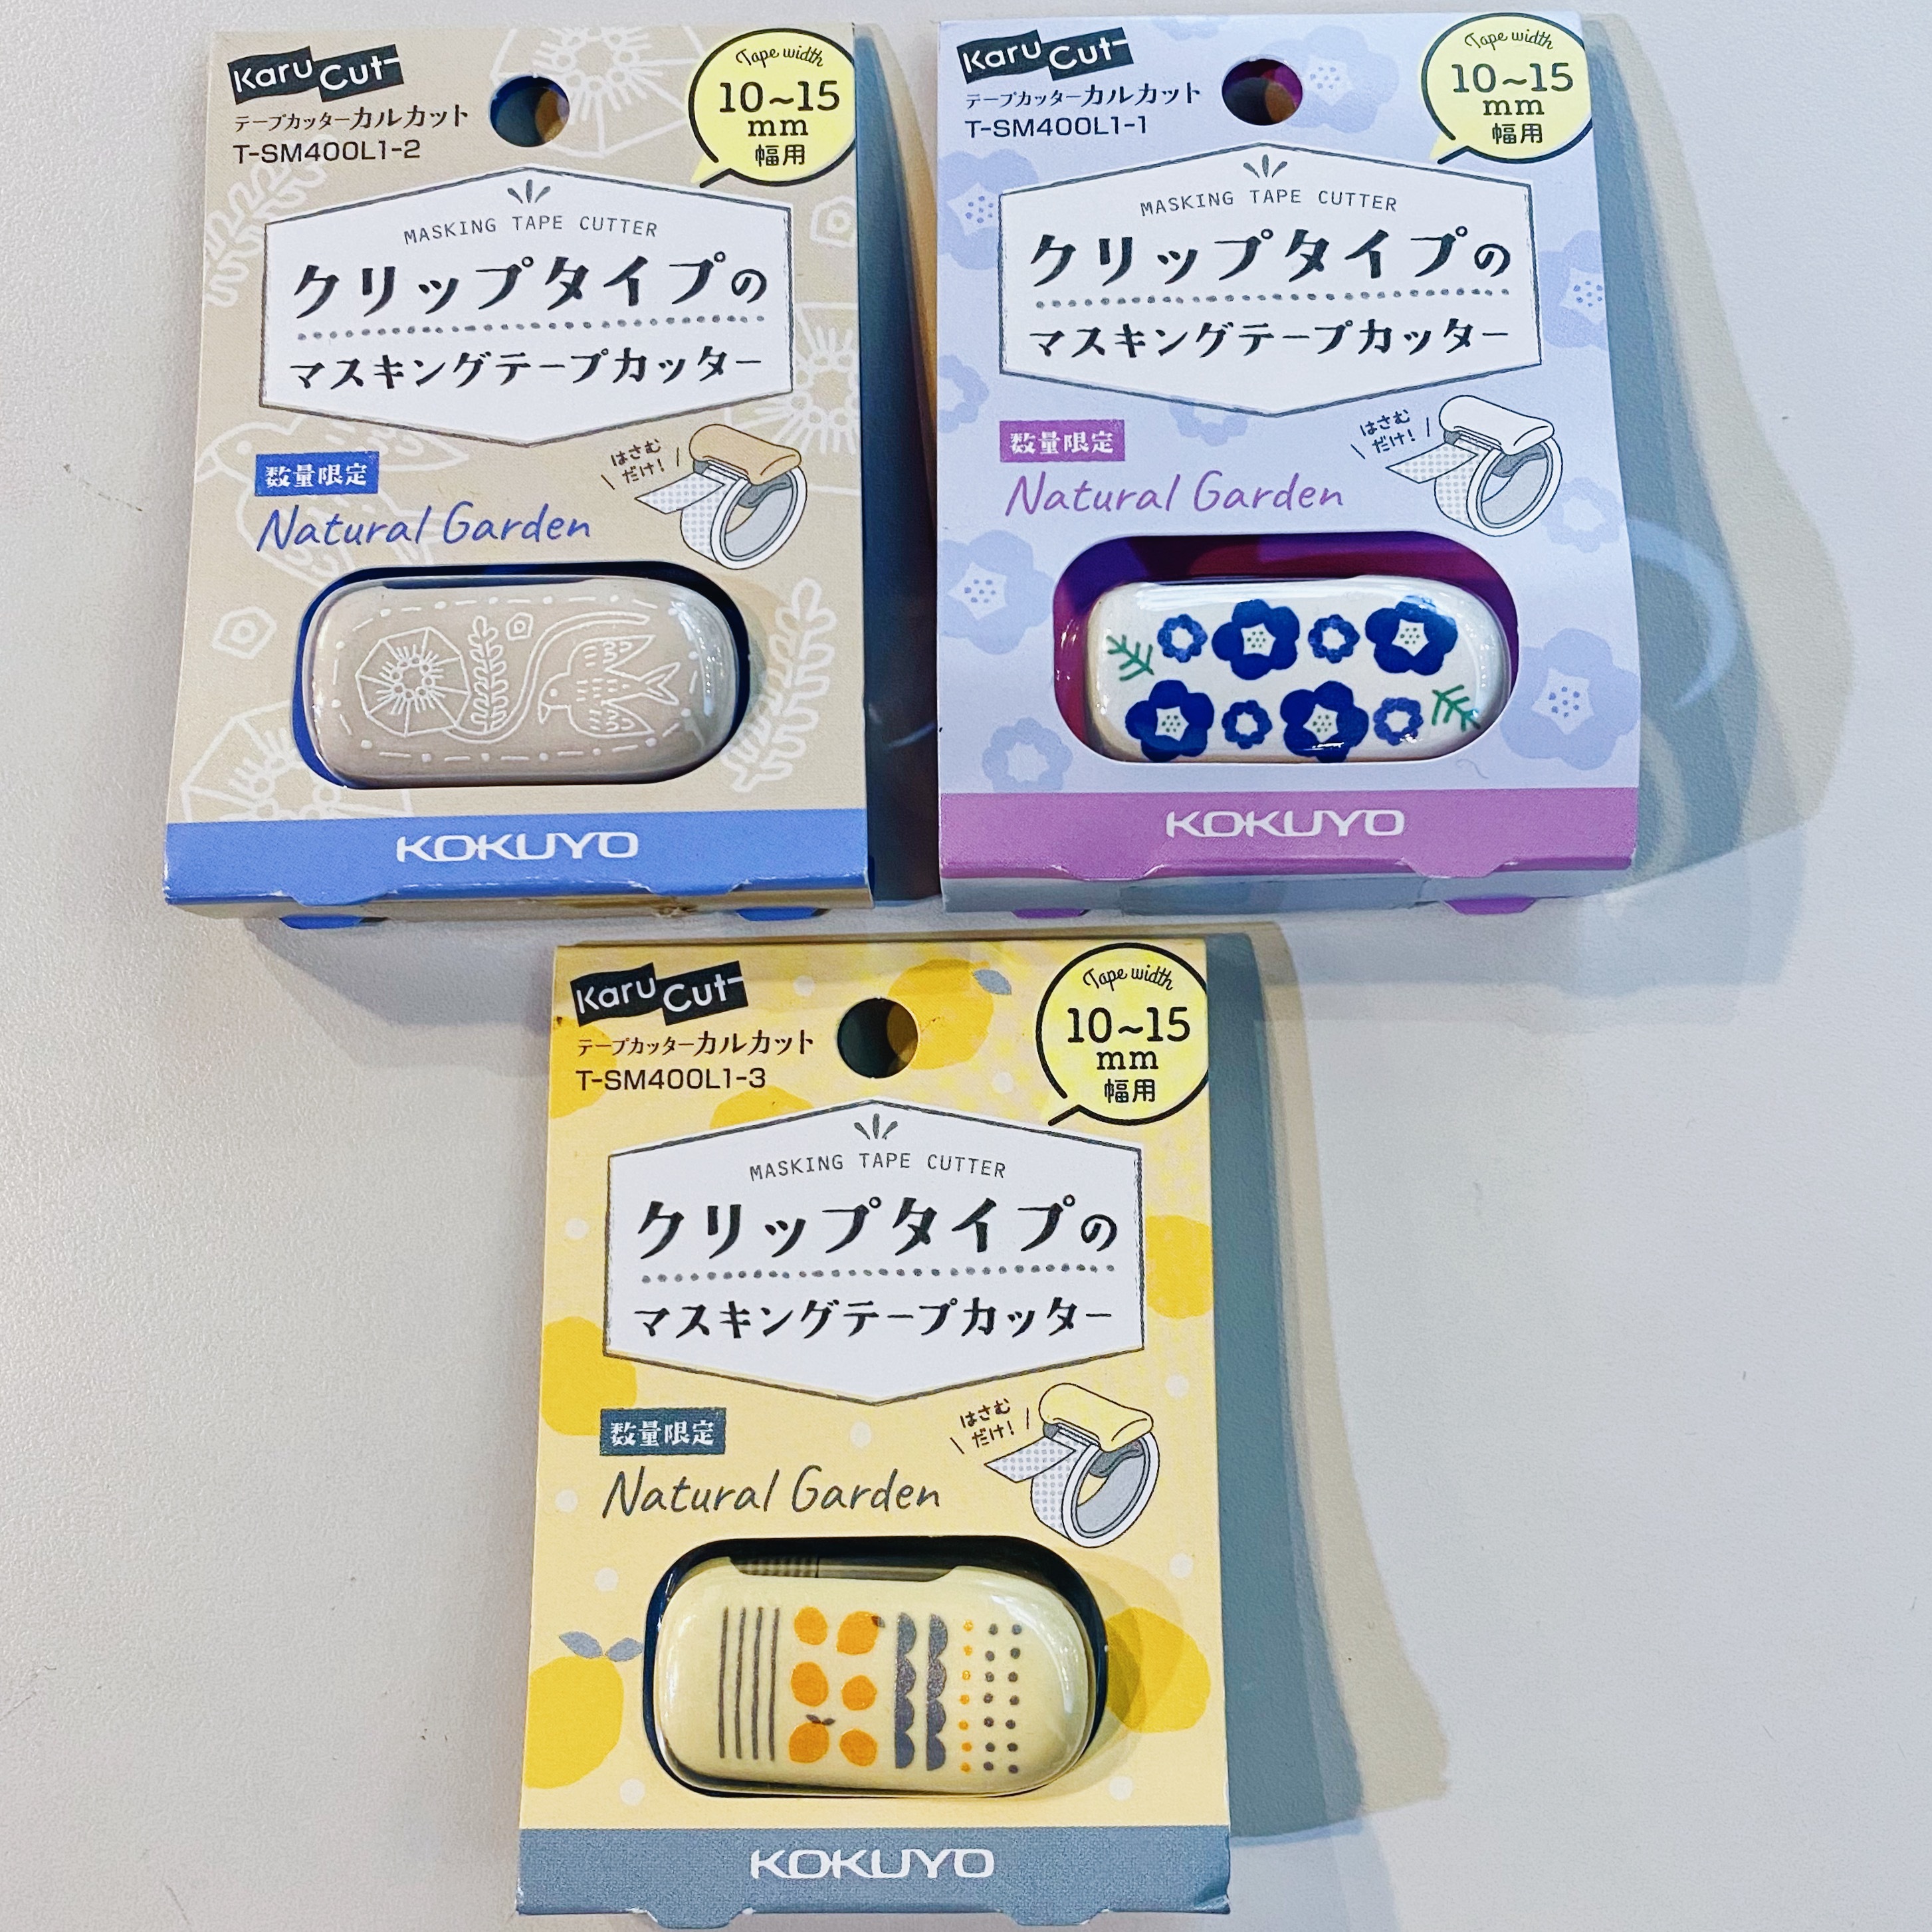 Karu Cut
テープカッターカルカット
T-SM400L1-2
Tape width
10~15
mm
幅用
MASKING TAPE CUTTER
クリップタイプの
マスキングテープカッター
数量限定
Natural Garden
はさむ
だけ!
KOKUYO
Karu Cut
テープカッターカルカット
T-SM400L1-1
Tape width
10~15
mm
幅用
MASKING TAPE CUTTER
クリップタイプの
マスキングテープカッター
数量限定
Natural Garden
はさむ
だけ!
KOKUYO
Karu Cut
テープカッターカルカット
T-SM400L1-3
Tape width
10~15
mm
幅用
MASKING TAPE CUTTER
クリップタイプの
マスキングテープカッター
数量限定
Natural Garden
はさむ
だけ!
KOKUYO